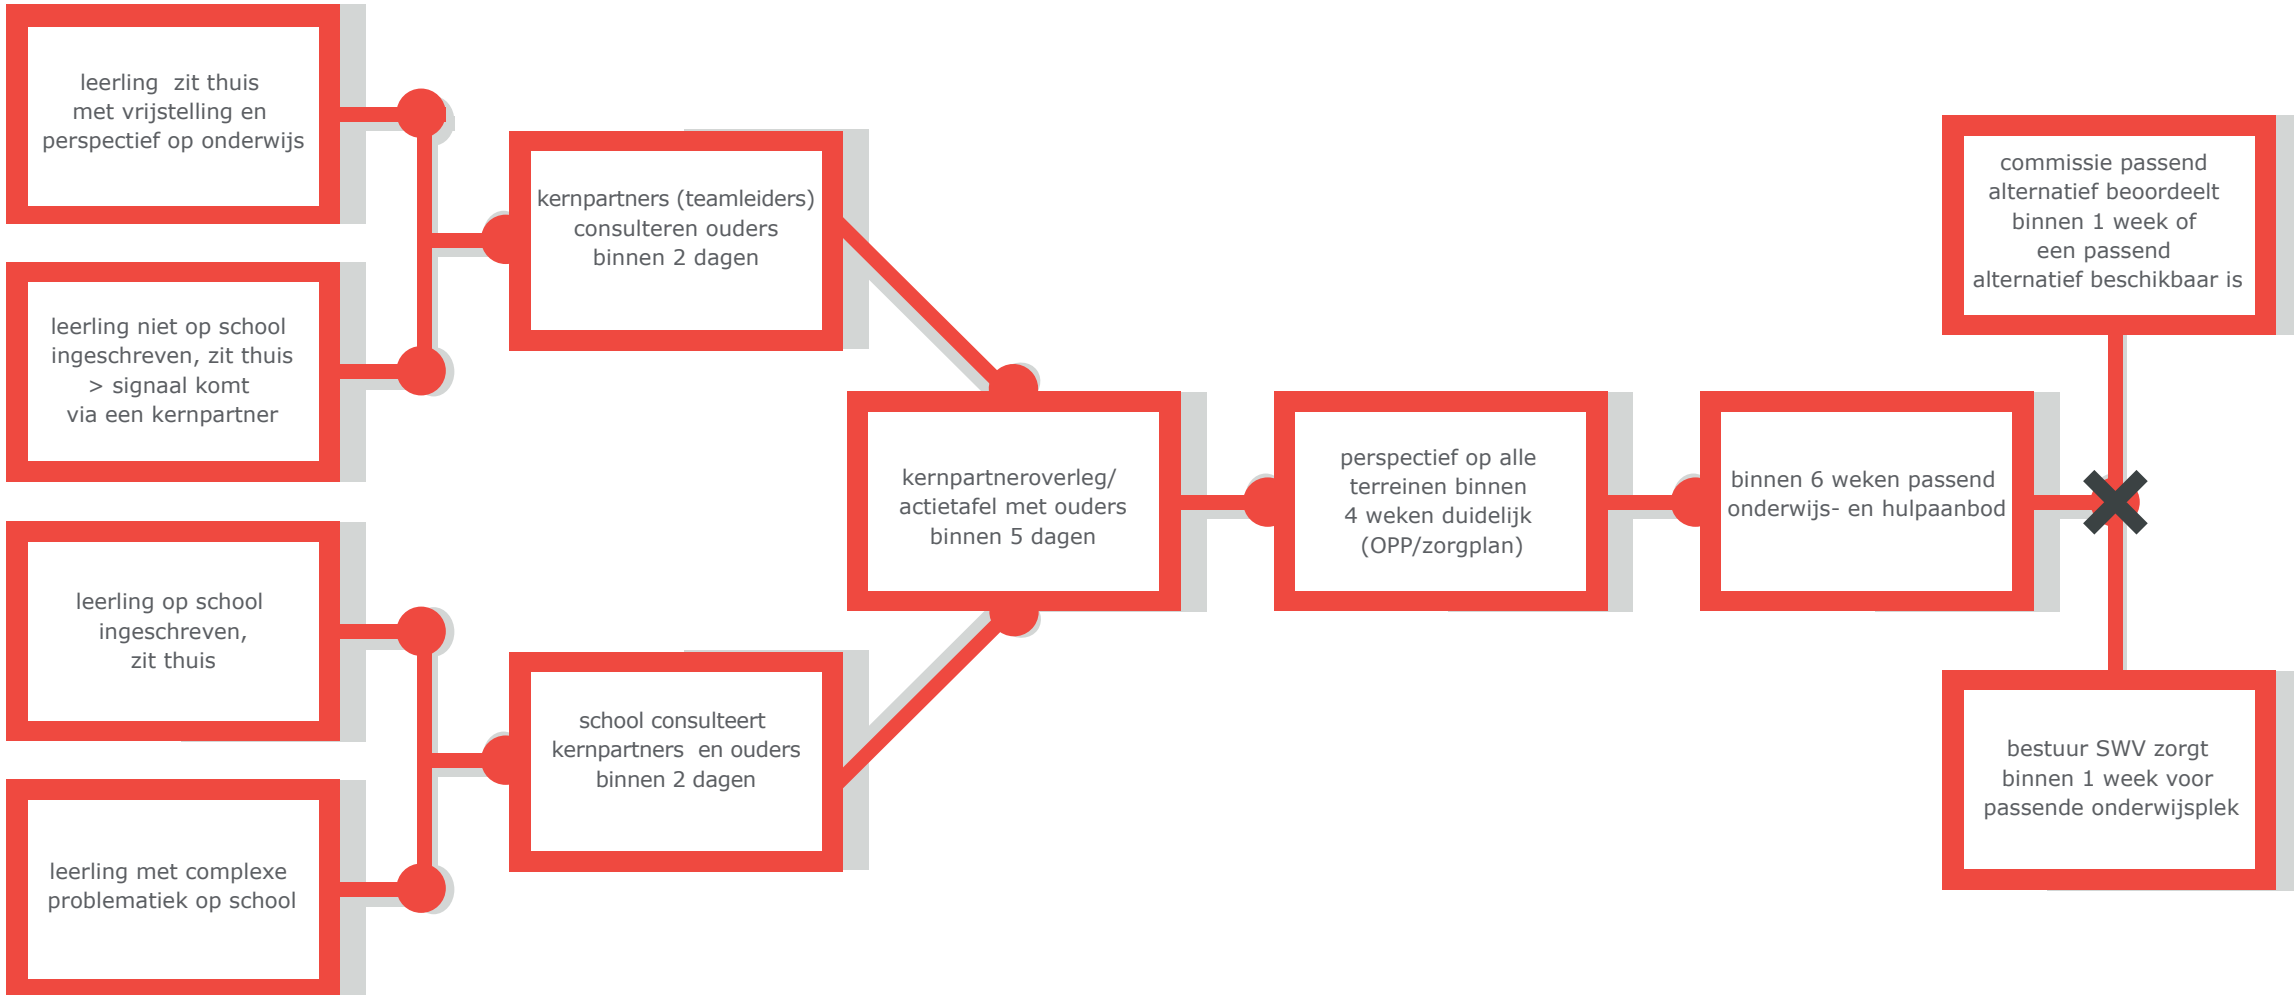 leerling zit thuis
met vrijstelling en
perspectief op onderwijs
leerling niet op school
ingeschreven, zit thuis
> signaal komt
via een kernpartner
leerling op school
ingeschreven,
zit thuis
leerling met complexe
problematiek op school
kernpartners (teamleiders)
consulteren ouders
binnen 2 dagen
school consulteert
kernpartners en ouders
binnen 2 dagen
kernpartneroverleg/
actietafel met ouders
binnen 5 dagen
perspectief op alle
terreinen binnen
4 weken duidelijk
(OPP/zorgplan)
binnen 6 weken passend
onderwijs- en hulpaanbod
commissie passend
alternatief beoordeelt
binnen 1 week of
een passend
alternatief beschikbaar is
bestuur SWV zorgt
binnen 1 week voor
passende onderwijsplek